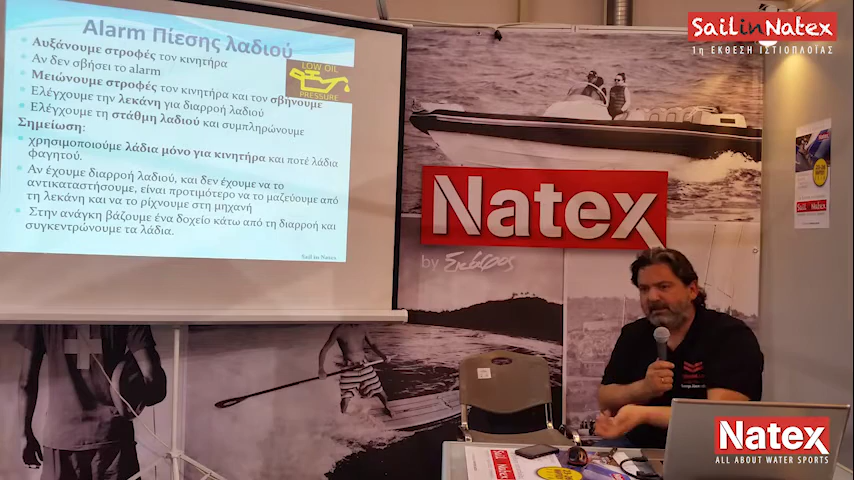 Alarm Πίεσης λαδιού
Αυξάνουμε στροφές τον κινητήρα
Αν δεν σβήσει το alarm
Μειώνουμε στροφές τον κινητήρα και τον σβηνουμε
Ελέγχουμε την λεκάνη για διαρροή λαδιού
Ελέγχουμε τη στάθμη λαδιού και συμπληρώνουμε
Σημείωση:
χρησιμοποιούμε λάδια μόνο για κινητήρα και ποτέ λάδια
φαγητού.
Αν έχουμε διαρροή λαδιού, και δεν έχουμε να το
αντικαταστήσουμε, είναι προτιμότερο να το μαζεύουμε από
τη λεκάνη και να το ρίχνουμε στη μηχανή
Στην ανάγκη βάζουμε ένα δοχείο κάτω από τη διαρροή και
συγκεντρώνουμε τα λάδια.
Sail in Natex
LOW OIL
PRESSURE
SailinNatex
1η ΕΚΘΕΣΗ ΙΣΤΙΟΠΛΟΪΑΣ
Natex
by Σκάρος
Natex
ALL ABOUT WATER SPORTS